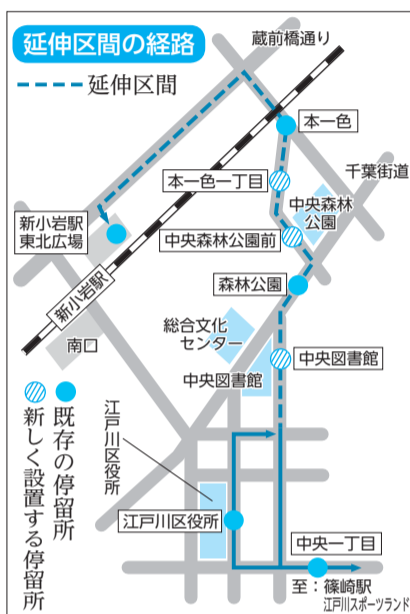 延伸区間の経路
延伸区間
蔵前橋通り
本一色
千葉街道
本一色一丁目
中央森林
公園
新小岩駅
東北広場
中央森林公園前
新小岩駅
森林公園
総合文化
センター
南口
中央図書館
中央図書館
既存の停留所
新しく設置する停留所
江戸川区役所
江戸川区役所
中央一丁目
至：篠崎駅
江戸川スポーツランド